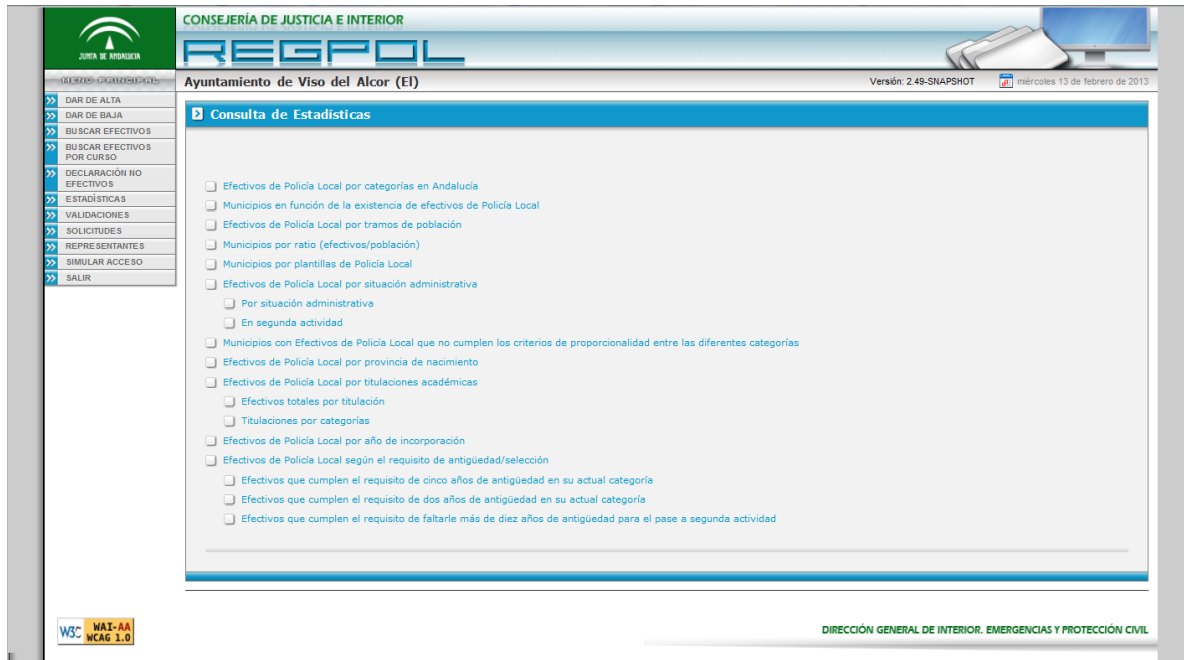 CONSEJERÍA DE JUSTICIA E INTERIOR
JUNTA DE ANDALUCIA
REGPOL
MENÚ PRINCIPAL
Ayuntamiento de Viso del Alcor (El)
Versión: 2.49-SNAPSHOT
miércoles 13 de febrero de 2013
DAR DE ALTA
DAR DE BAJA
BUSCAR EFECTIVOS
BUSCAR EFECTIVOS
POR CURSO
DECLARACIÓN NO
EFECTIVOS
ESTADÍSTICAS
VALIDACIONES
SOLICITUDES
REPRESENTANTES
SIMULAR ACCESO
SALIR
Consulta de Estadísticas
Efectivos de Policía Local por categorías en Andalucía
Municipios en función de la existencia de efectivos de Policía Local
Efectivos de Policía Local por tramos de población
Municipios por ratio (efectivos/población)
Municipios por plantillas de Policía Local
Efectivos de Policía Local por situación administrativa
Por situación administrativa
En segunda actividad
Municipios con Efectivos de Policía Local que no cumplen los criterios de proporcionalidad entre las diferentes categorías
Efectivos de Policía Local por provincia de nacimiento
Efectivos de Policía Local por titulaciones académicas
Efectivos totales por titulación
Titulaciones por categorías
Efectivos de Policía Local por año de incorporación
Efectivos de Policía Local según el requisito de antigüedad/selección
Efectivos que cumplen el requisito de cinco años de antigüedad en su actual categoría
Efectivos que cumplen el requisito de dos años de antigüedad en su actual categoría
Efectivos que cumplen el requisito de faltarle más de diez años de antigüedad para el pase a segunda actividad
W3C WAI-AA
WCAG 1.0
DIRECCIÓN GENERAL DE INTERIOR. EMERGENCIAS Y PROTECCIÓN CIVIL